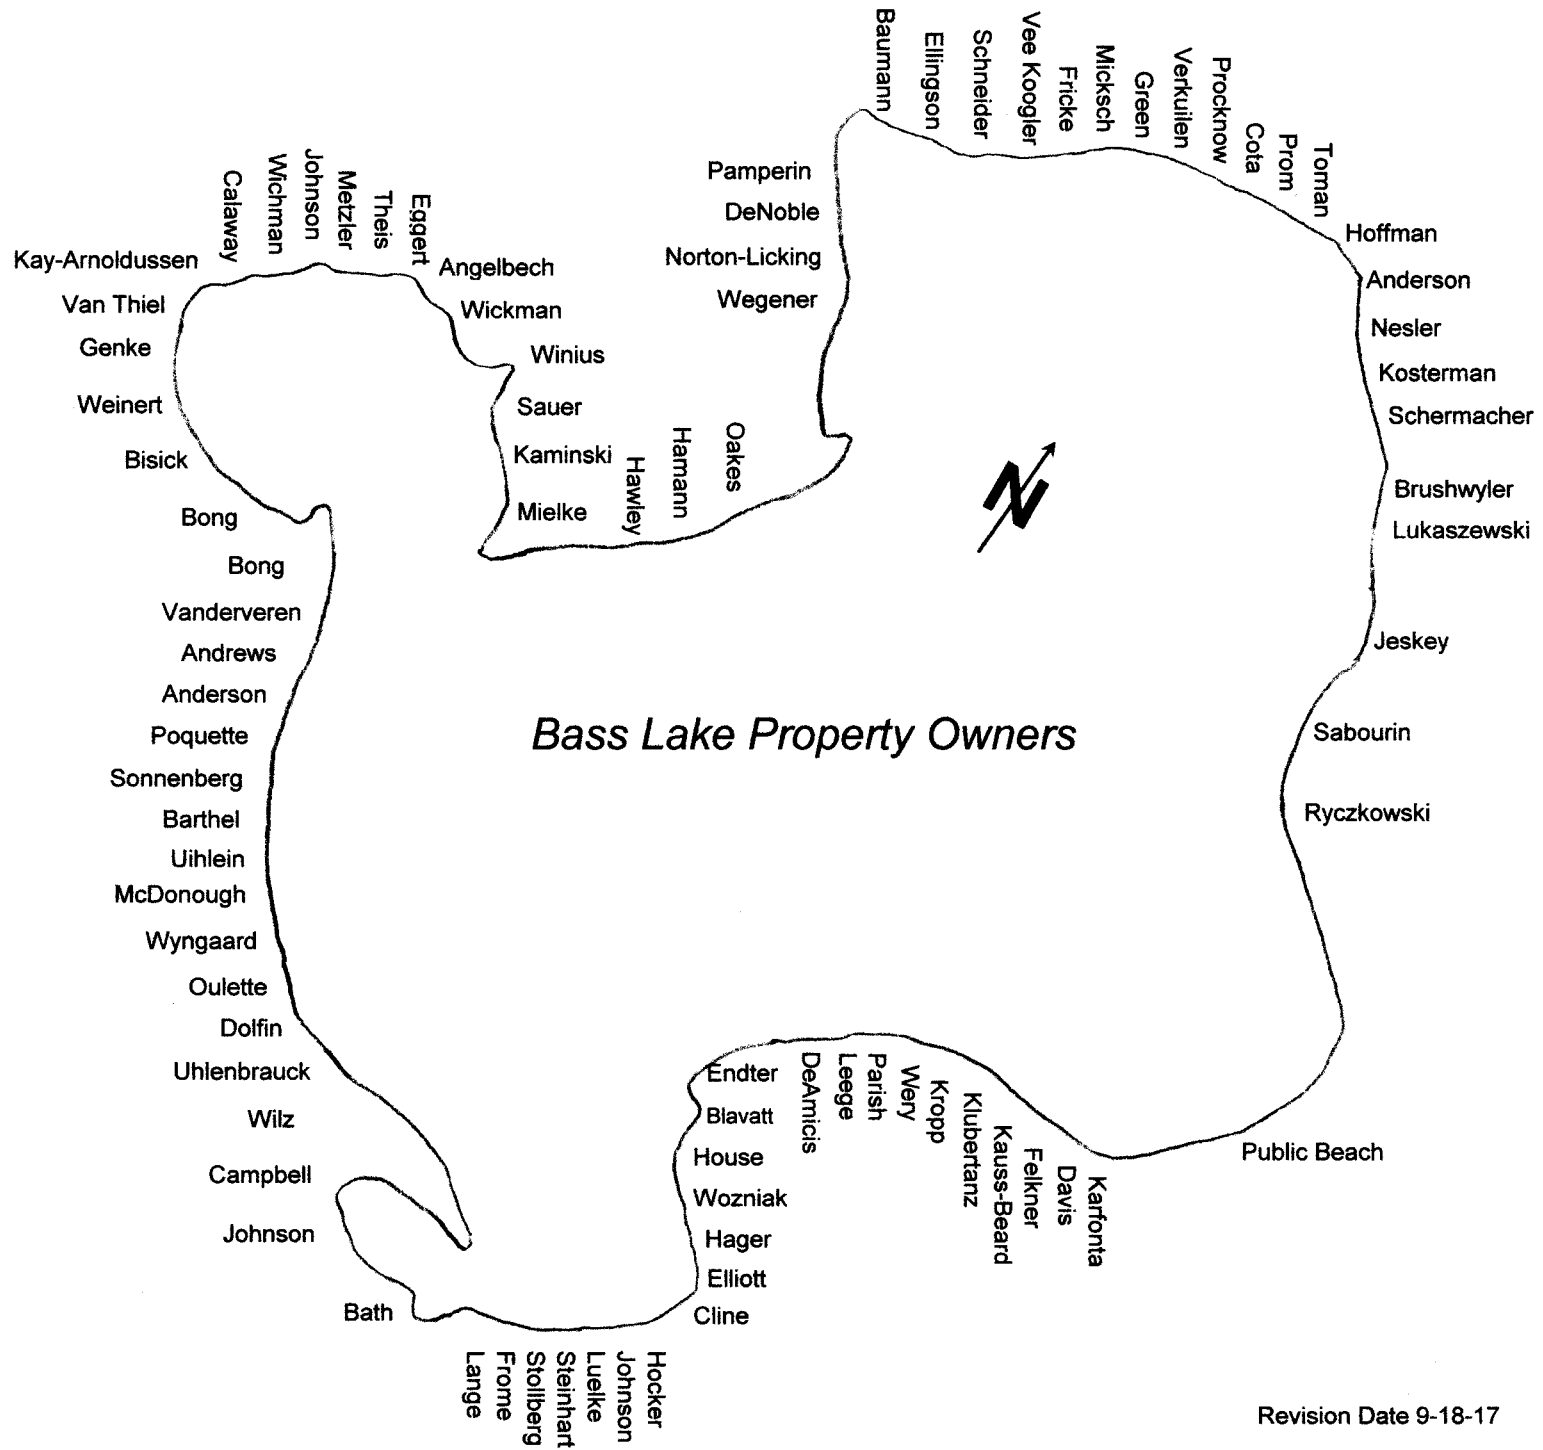 Baumann
Ellingson
Schneider
Vee Koogler
Fricke
Micksch
Green
Verkuilen
Procknow
Cota
Prom
Toman
Hoffman
Anderson
Nesler
Kosterman
Schermacher
Brushwyler
Lukaszewski
Jeskey
Sabourin
Ryczkowski
Public Beach
Karfonta
Davis
Felkner
Kauss-Beard
Klubertanz
Kropp
Wery
Parish
Leege
DeAmicis
Endter
Blavatt
House
Wozniak
Hager
Elliott
Cline
Hocker
Johnson
Luelke
Steinhart
Stollberg
Frome
Lange
Bath
Johnson
Campbell
Wilz
Uhlenbrauck
Dolfin
Oulette
Wyngaard
McDonough
Uihlein
Barthel
Sonnenberg
Poquette
Anderson
Andrews
Vanderveren
Bong
Bong
Bisick
Weinert
Genke
Van Thiel
Kay-Arnoldussen
Calaway
Wichman
Johnson
Metzler
Theis
Eggert
Angelbech
Wickman
Winius
Sauer
Kaminski
Mielke
Hawley
Hamann
Oakes
Wegener
Norton-Licking
DeNoble
Pamperin
N
Bass Lake Property Owners
Revision Date 9-18-17